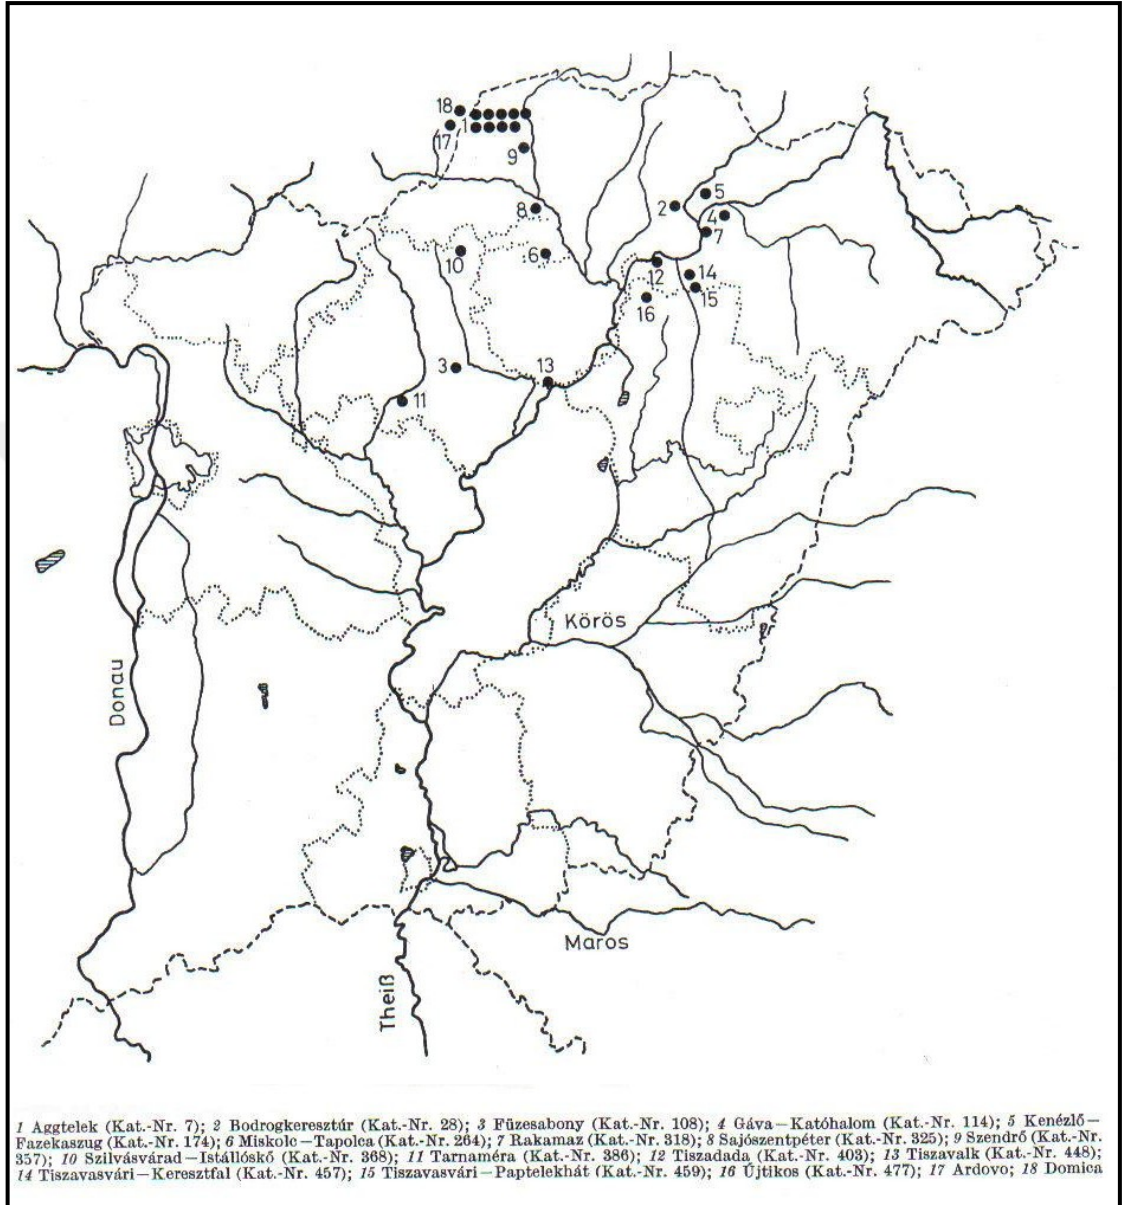 18
1
17
9
5
2
4
8
7
10
6
12
14
15
16
3
13
11
Körös
Donau
Maros
Theiß
1 Aggtelek (Kat.-Nr. 7); 2 Bodrogkeresztúr (Kat.-Nr. 28); 3 Füzesabony (Kat.-Nr. 108); 4 Gáva—Katóhalom (Kat.-Nr. 114); 5 Kenézlő—
Fazekaszug (Kat.-Nr. 174); 6 Miskolc—Tapolca (Kat.-Nr. 264); 7 Rakamaz (Kat.-Nr. 318); 8 Sajószentpéter (Kat.-Nr. 325); 9 Szendrő (Kat.-Nr.
357); 10 Szilvásvárad—Istállóskő (Kat.-Nr. 368); 11 Tarnaméra (Kat.-Nr. 386); 12 Tiszadada (Kat.-Nr. 403); 13 Tiszavalk (Kat.-Nr. 448);
14 Tiszavasvári—Keresztfal (Kat.-Nr. 457); 15 Tiszavasvári—Paptelekhát (Kat.-Nr. 459); 16 Újtikos (Kat.-Nr. 477); 17 Ardovo; 18 Domica